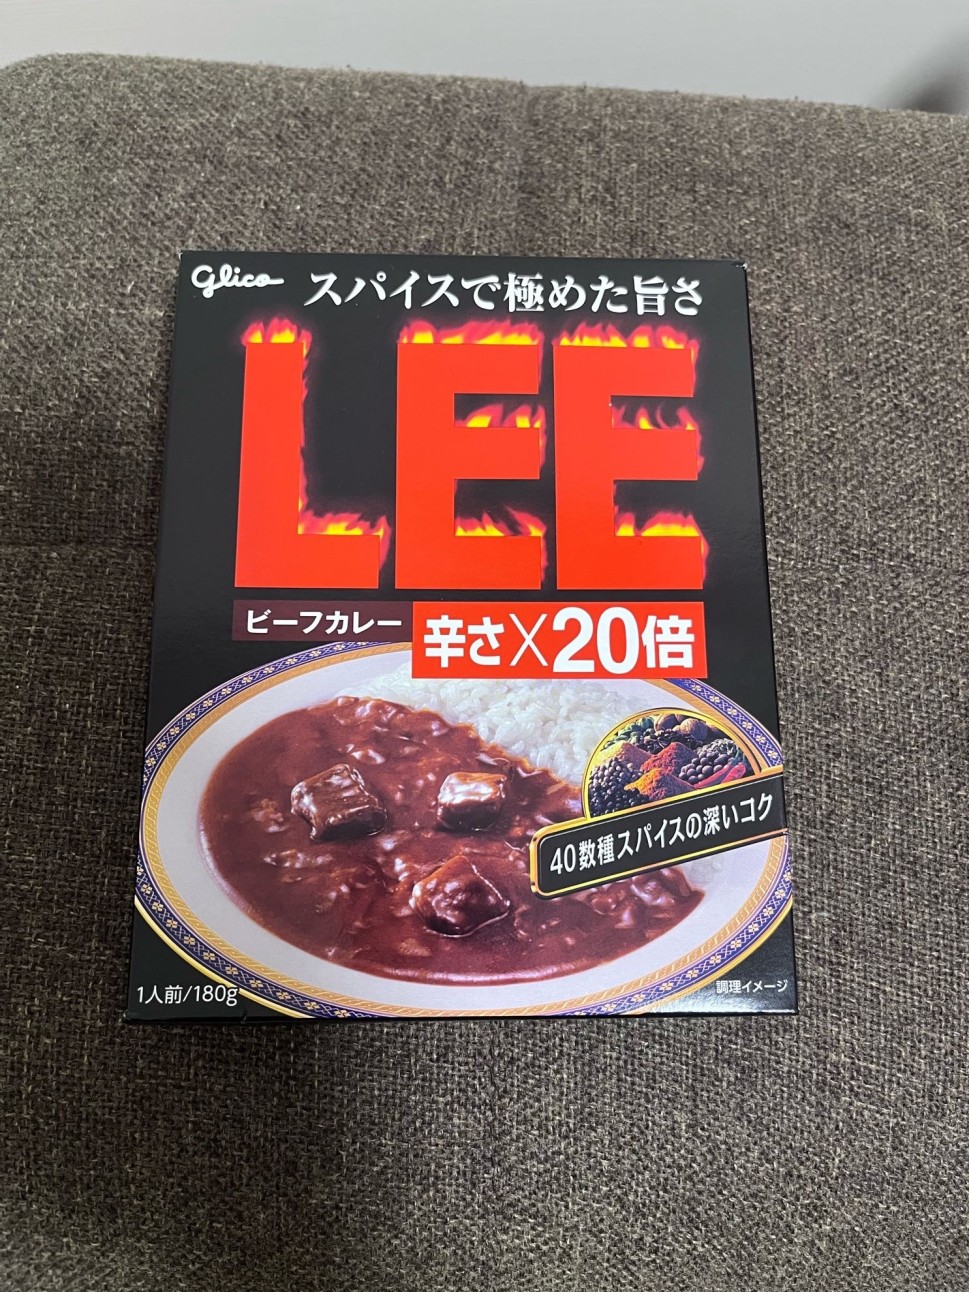 glico
スパイスで極めた旨さ
LEE
ビーフカレー
辛さ×20倍
40数種スパイスの深いコク
1人前/180g
調理イメージ